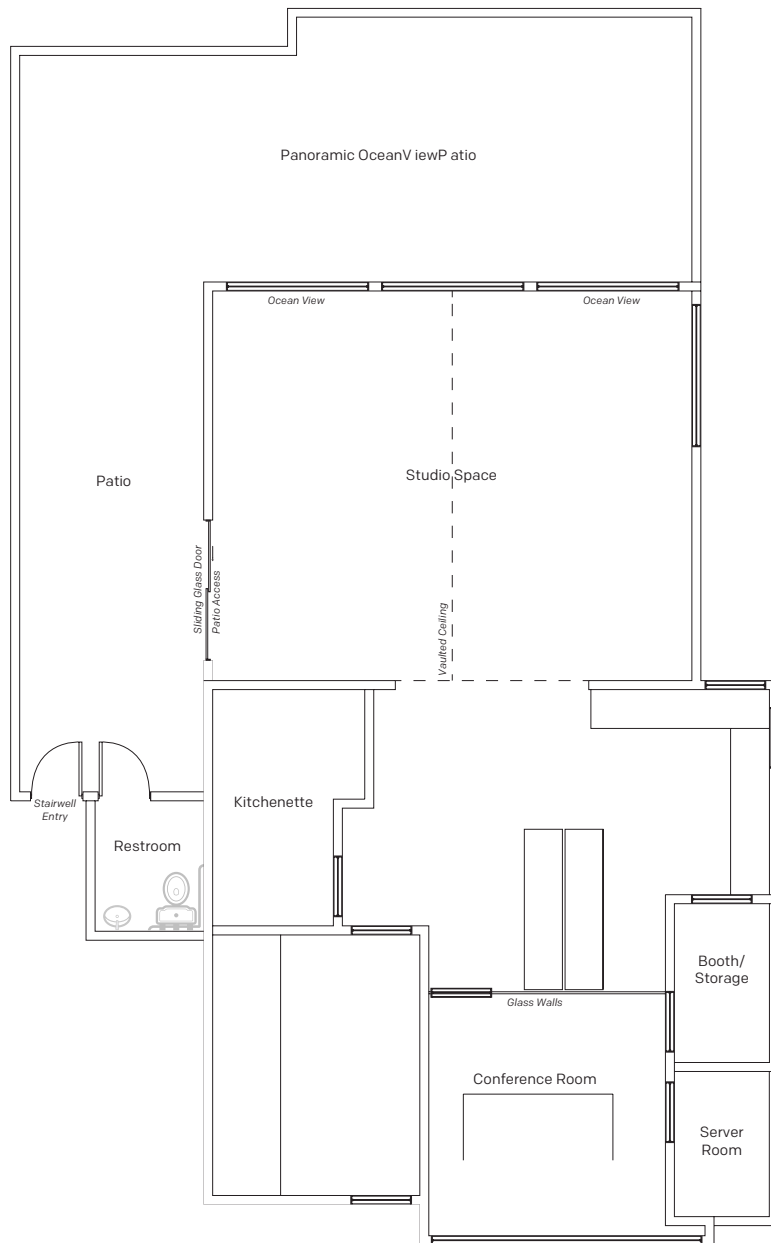 Panoramic OceanV iewP atio
Ocean View
Ocean View
Patio
Studio Space
Sliding Glass Door
Patio Access
Vaulted Ceiling
Stairwell
Entry
Kitchenette
Restroom
Booth/
Storage
Glass Walls
Conference Room
Server
Room